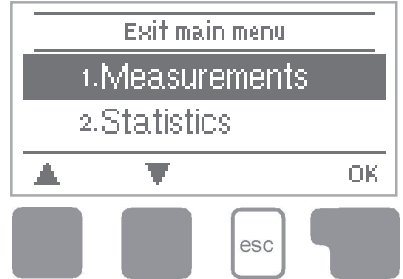 Exit main menu
1.Measurements
2.Statistics
OK
esc